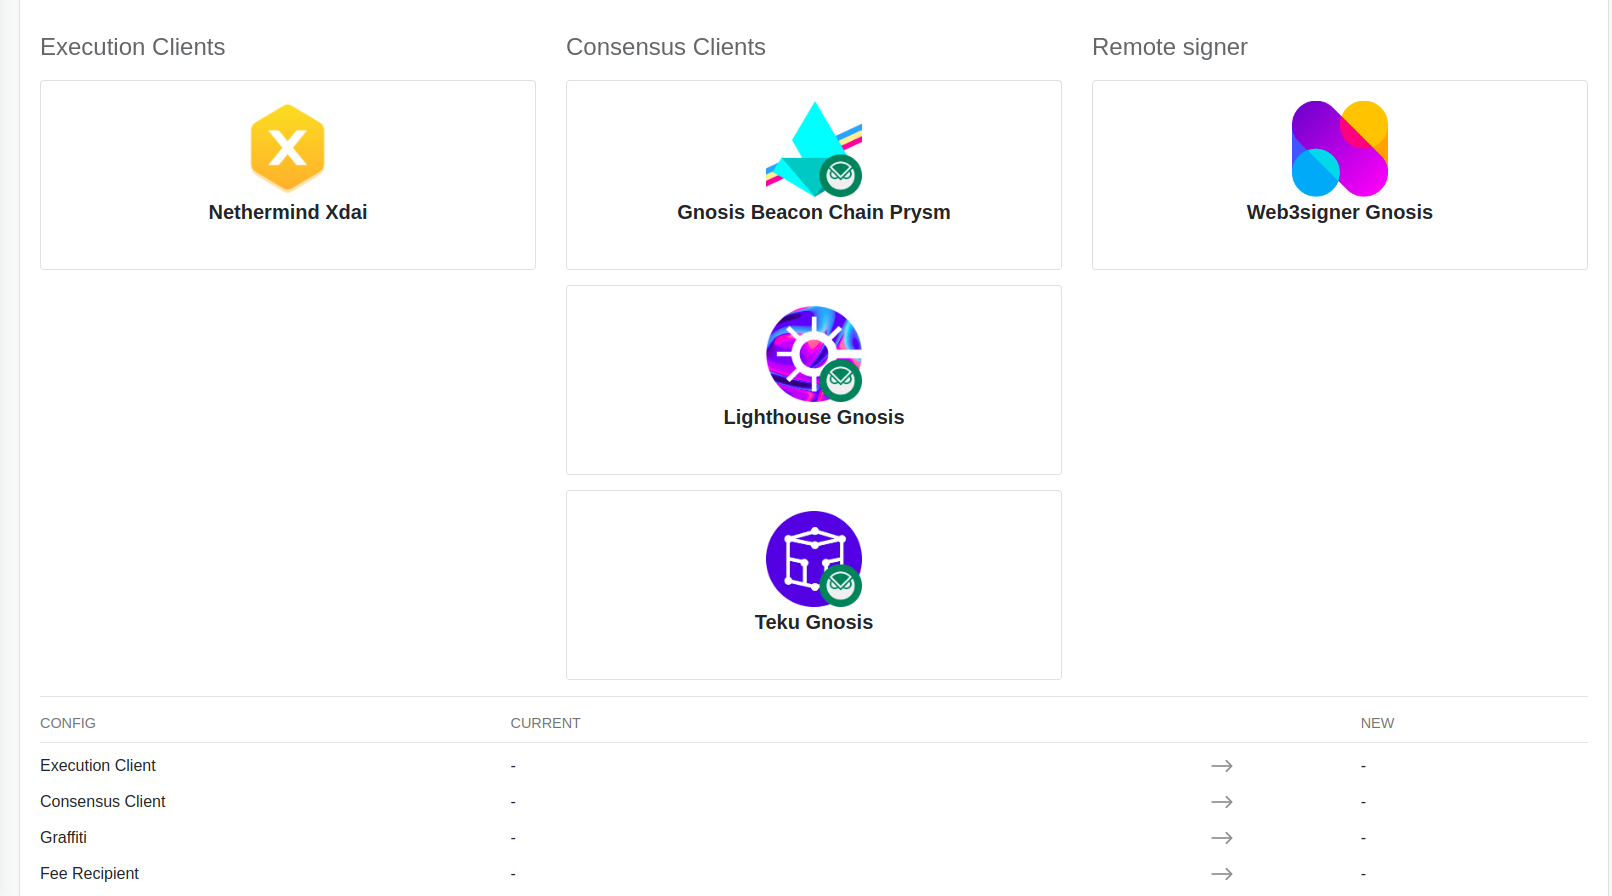 Execution Clients
Consensus Clients
Remote signer
X
Nethermind Xdai
Gnosis Beacon Chain Prysm
Web3signer Gnosis
Lighthouse Gnosis
Teku Gnosis
CONFIG CURRENT NEW
Execution Client - → -
Consensus Client - → -
Graffiti - → -
Fee Recipient - → -